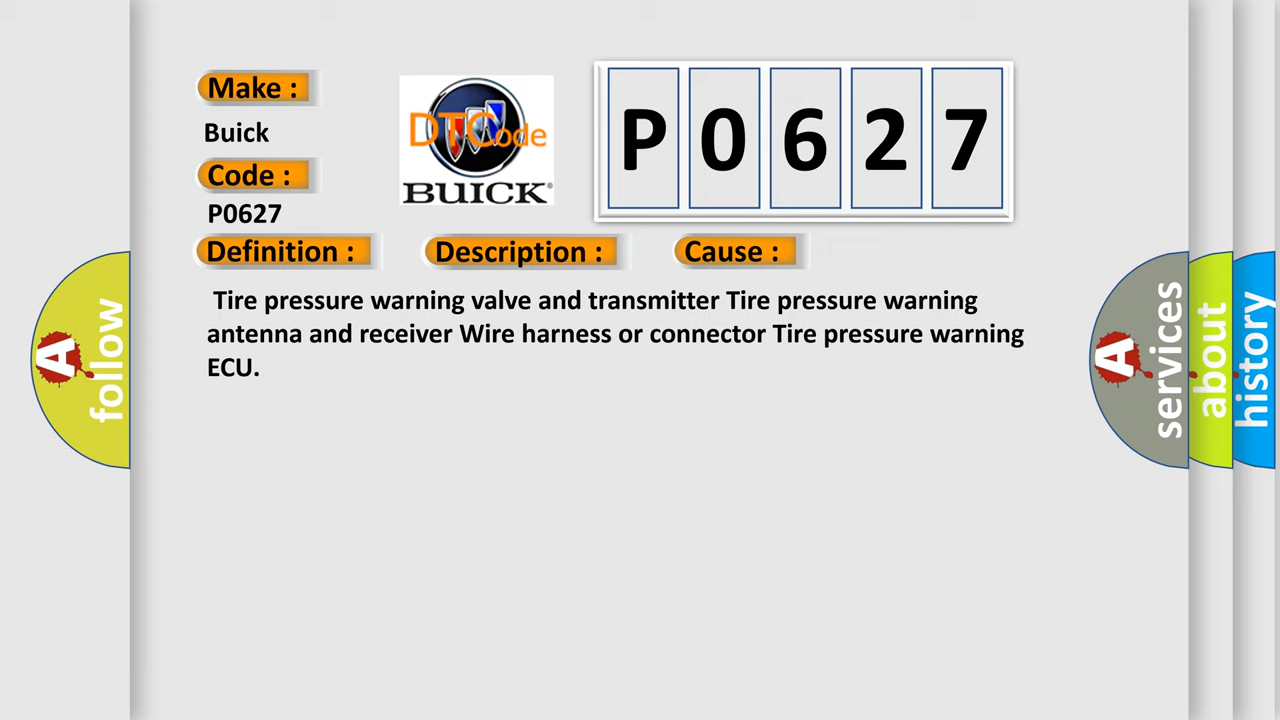 Make :
Buick
Code :
P0627
DTCode
BUICK
P 0 6 2 7
Definition :
Description :
Cause :
Tire pressure warning valve and transmitter Tire pressure warning
antenna and receiver Wire harness or connector Tire pressure warning
ECU.
A follow
A services
about
history